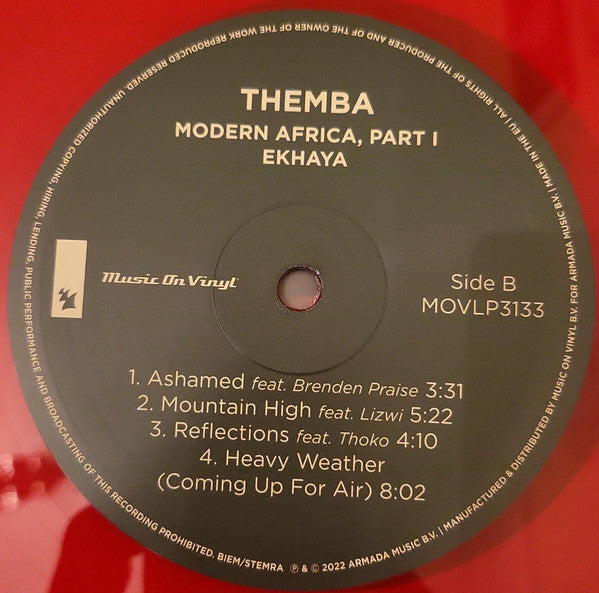 THEMBA
MODERN AFRICA, PART I
EKHAYA
Music On Vinyl
Side B
MOVLP3133
1. Ashamed feat. Brenden Praise 3:31
2. Mountain High feat. Lizwi 5:22
3. Reflections feat. Thoko 4:10
4. Heavy Weather
(Coming Up For Air) 8:02
℗ & © 2022 ARMADA MUSIC B.V. | MANUFACTURED & DISTRIBUTED BY MUSIC ON VINYL B.V. FOR ARMADA MUSIC B.V. | MADE IN THE EU | ALL RIGHTS OF THE PRODUCER AND OF THE OWNER OF THE WORK REPRODUCED RESERVED. UNAUTHORIZED COPYING, HIRING, LENDING, PUBLIC PERFORMANCE AND BROADCASTING OF THIS RECORDING PROHIBITED. BIEM/STEMRA